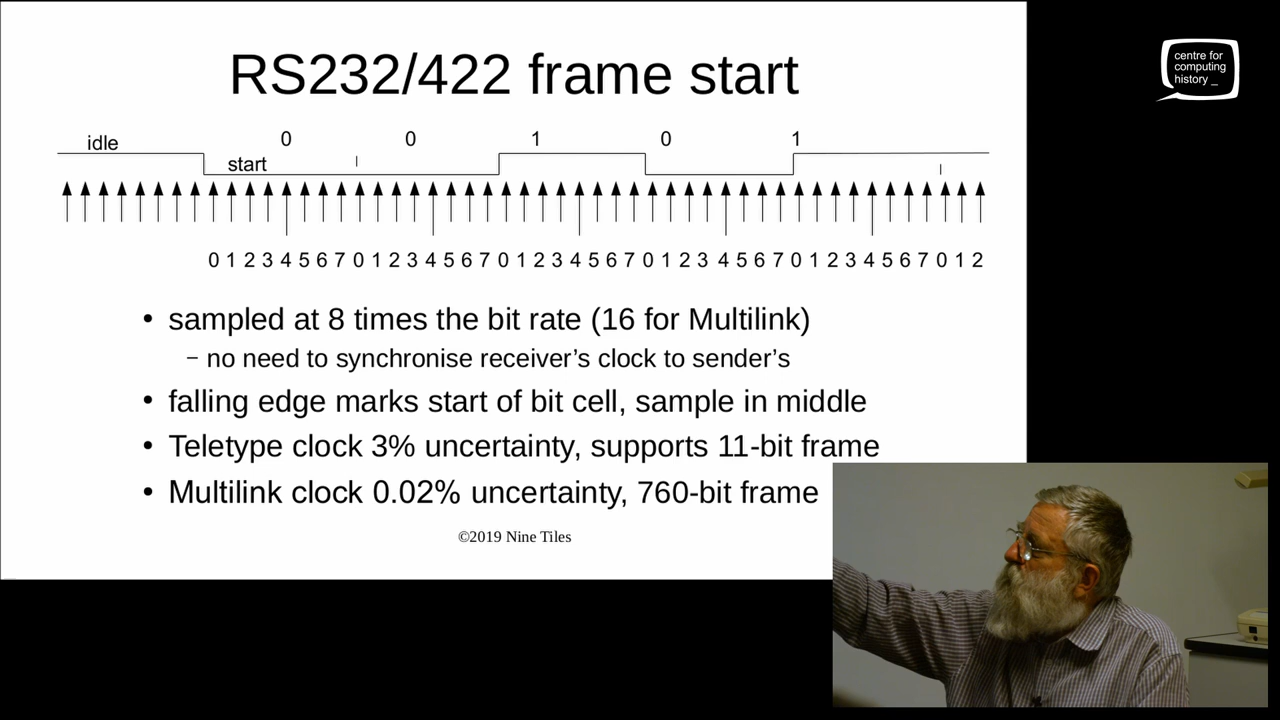 RS232/422 frame start
idle
start
0 0 1 0 1
0 1 2 3 4 5 6 7 0 1 2 3 4 5 6 7 0 1 2 3 4 5 6 7 0 1 2 3 4 5 6 7 0 1 2 3 4 5 6 7 0 1 2
• sampled at 8 times the bit rate (16 for Multilink)
– no need to synchronise receiver’s clock to sender’s
• falling edge marks start of bit cell, sample in middle
• Teletype clock 3% uncertainty, supports 11-bit frame
• Multilink clock 0.02% uncertainty, 760-bit frame
©2019 Nine Tiles
centre for
computing
history _